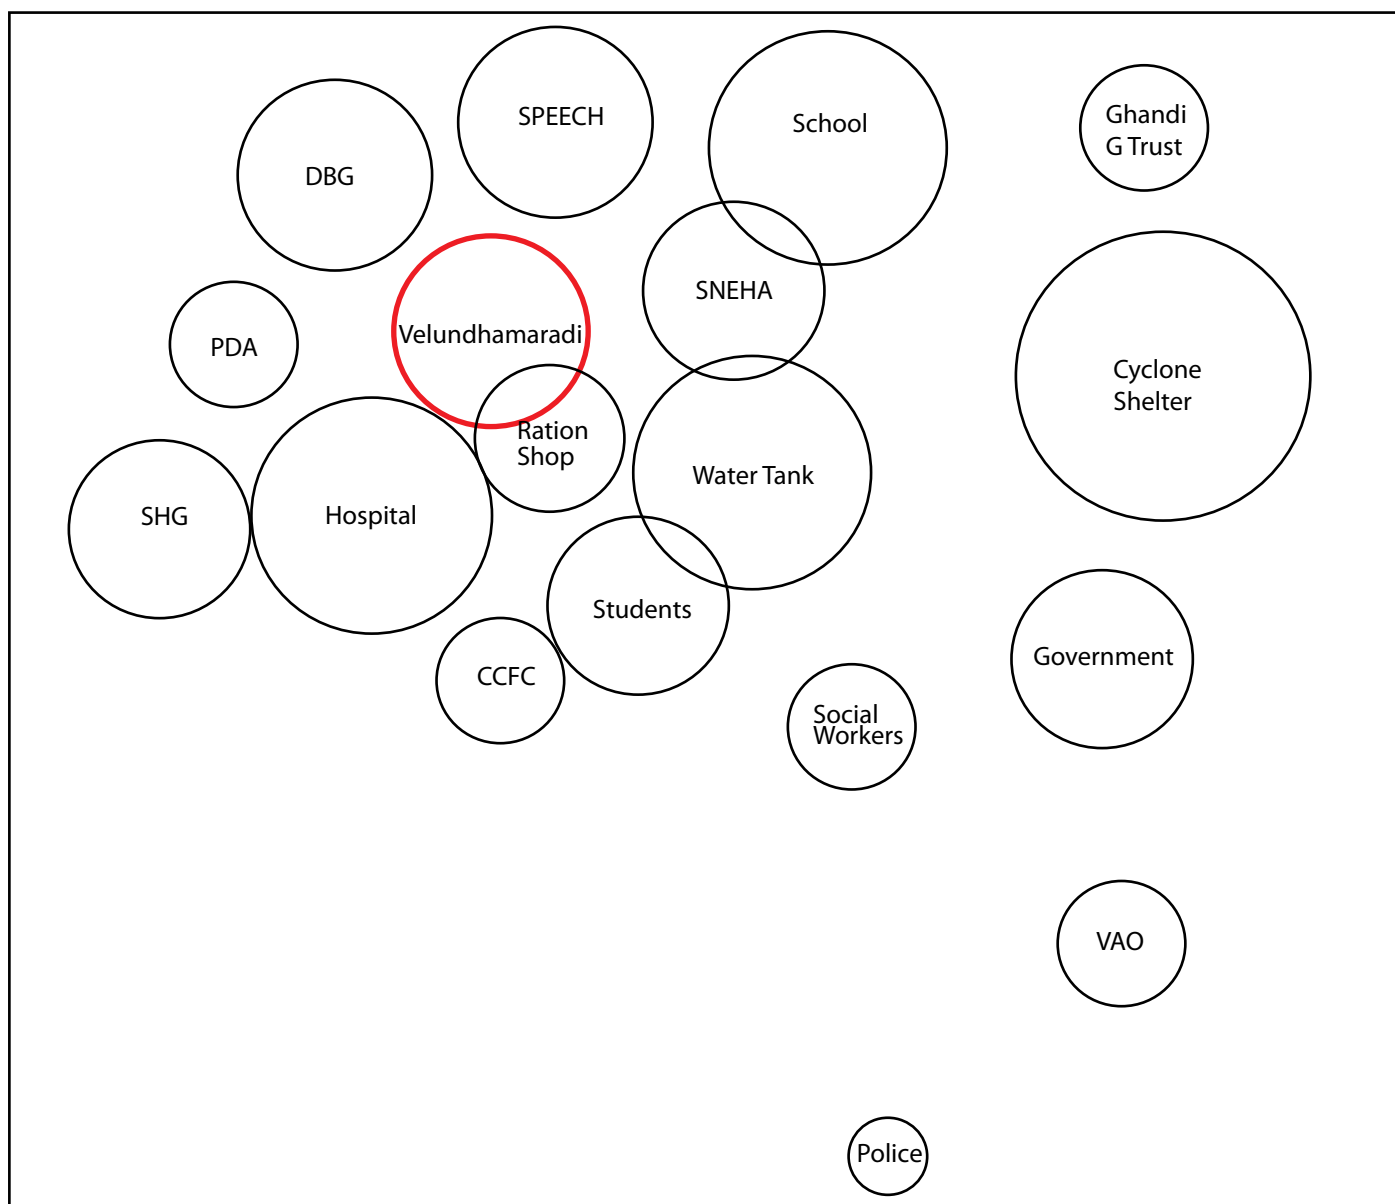 SPEECH
School
Ghandi
G Trust
DBG
SNEHA
Velundhamaradi
PDA
Cyclone
Shelter
Ration
Shop
Water Tank
SHG
Hospital
Students
Government
CCFC
Social
Workers
VAO
Police